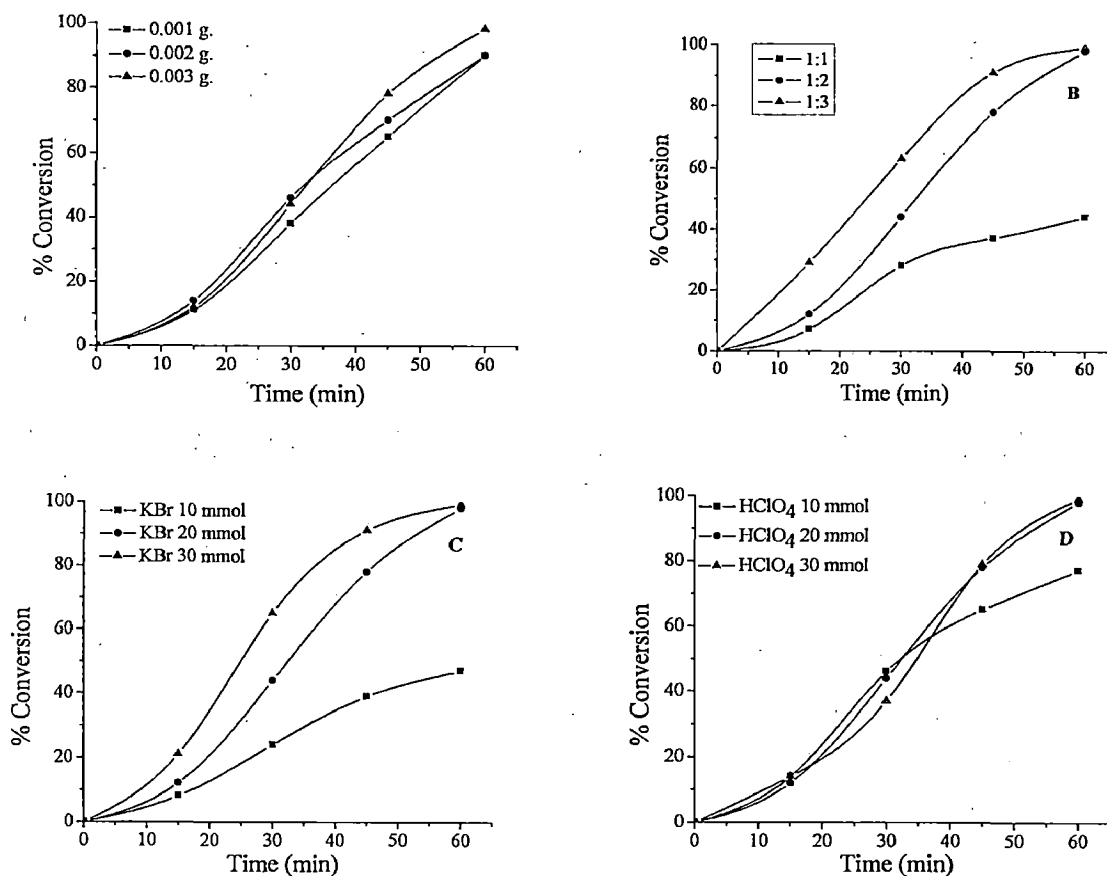 100
80
60
40
20
0
% Conversion
0.001 g.
0.002 g.
0.003 g.
0 10 20 30 40 50 60
Time (min)
100
80
60
40
20
0
% Conversion
1:1
1:2
1:3
B
0 10 20 30 40 50 60
Time (min)
100
80
60
40
20
0
% Conversion
KBr 10 mmol
KBr 20 mmol
KBr 30 mmol
C
0 10 20 30 40 50 60
Time (min)
100
80
60
40
20
0
% Conversion
HClO₄ 10 mmol
HClO₄ 20 mmol
HClO₄ 30 mmol
D
0 10 20 30 40 50 60
Time (min)